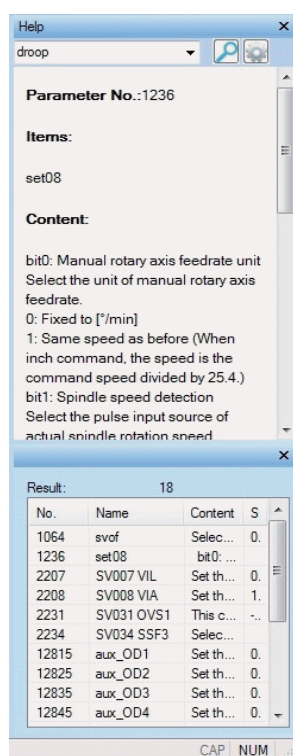 Help
droop
Parameter No.:1236
Items:
set08
Content:
bit0: Manual rotary axis feedrate unit
Select the unit of manual rotary axis
feedrate.
0: Fixed to [°/min]
1: Same speed as before (When
inch command, the speed is the
command speed divided by 25.4.)
bit1: Spindle speed detection
Select the pulse input source of
actual spindle rotation speed
Result: 18
No. Name Content S
1064 svof Selec... 0.
1236 set08 bit0: ...
2207 SV007 VIL Set th... 0.
2208 SV008 VIA Set th... 1.
2231 SV031 OVS1 This c... -..
2234 SV034 SSF3 Selec...
12815 aux_OD1 Set th... 0.
12825 aux_OD2 Set th... 0.
12835 aux_OD3 Set th... 0.
12845 aux_OD4 Set th... 0.
CAP NUM